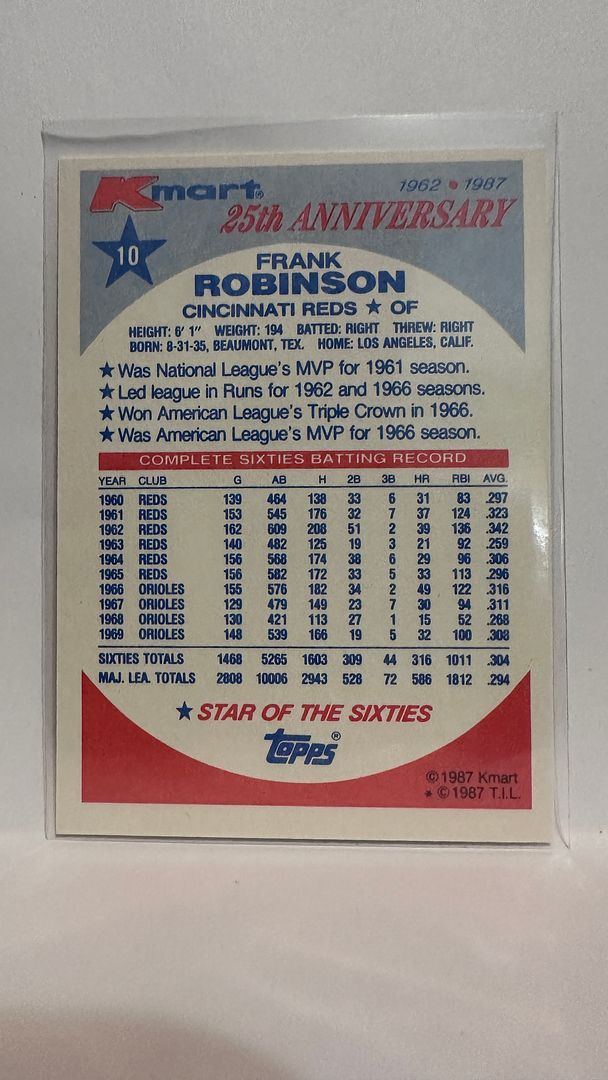 Kmart® 1962 • 1987
25th ANNIVERSARY
10
FRANK
ROBINSON
CINCINNATI REDS ★ OF
HEIGHT: 6' 1" WEIGHT: 194 BATTED: RIGHT THREW: RIGHT
BORN: 8-31-35, BEAUMONT, TEX. HOME: LOS ANGELES, CALIF.
★ Was National League's MVP for 1961 season.
★ Led league in Runs for 1962 and 1966 seasons.
★ Won American League's Triple Crown in 1966.
★ Was American League's MVP for 1966 season.
COMPLETE SIXTIES BATTING RECORD
YEAR CLUB G AB H 2B 3B HR RBI AVG.
1960 REDS 139 464 138 33 6 31 83 .297
1961 REDS 153 545 176 32 7 37 124 .323
1962 REDS 162 609 208 51 2 39 136 .342
1963 REDS 140 482 125 19 3 21 92 .259
1964 REDS 156 568 174 38 6 29 96 .306
1965 REDS 156 582 172 33 5 33 113 .296
1966 ORIOLES 155 576 182 34 2 49 122 .316
1967 ORIOLES 129 479 149 23 7 30 94 .311
1968 ORIOLES 130 421 113 27 1 15 52 .268
1969 ORIOLES 148 539 166 19 5 32 100 .308
SIXTIES TOTALS 1468 5265 1603 309 44 316 1011 .304
MAJ. LEA. TOTALS 2808 10006 2943 528 72 586 1812 .294
★ STAR OF THE SIXTIES
topps®
©1987 Kmart
* ©1987 T.I.L.